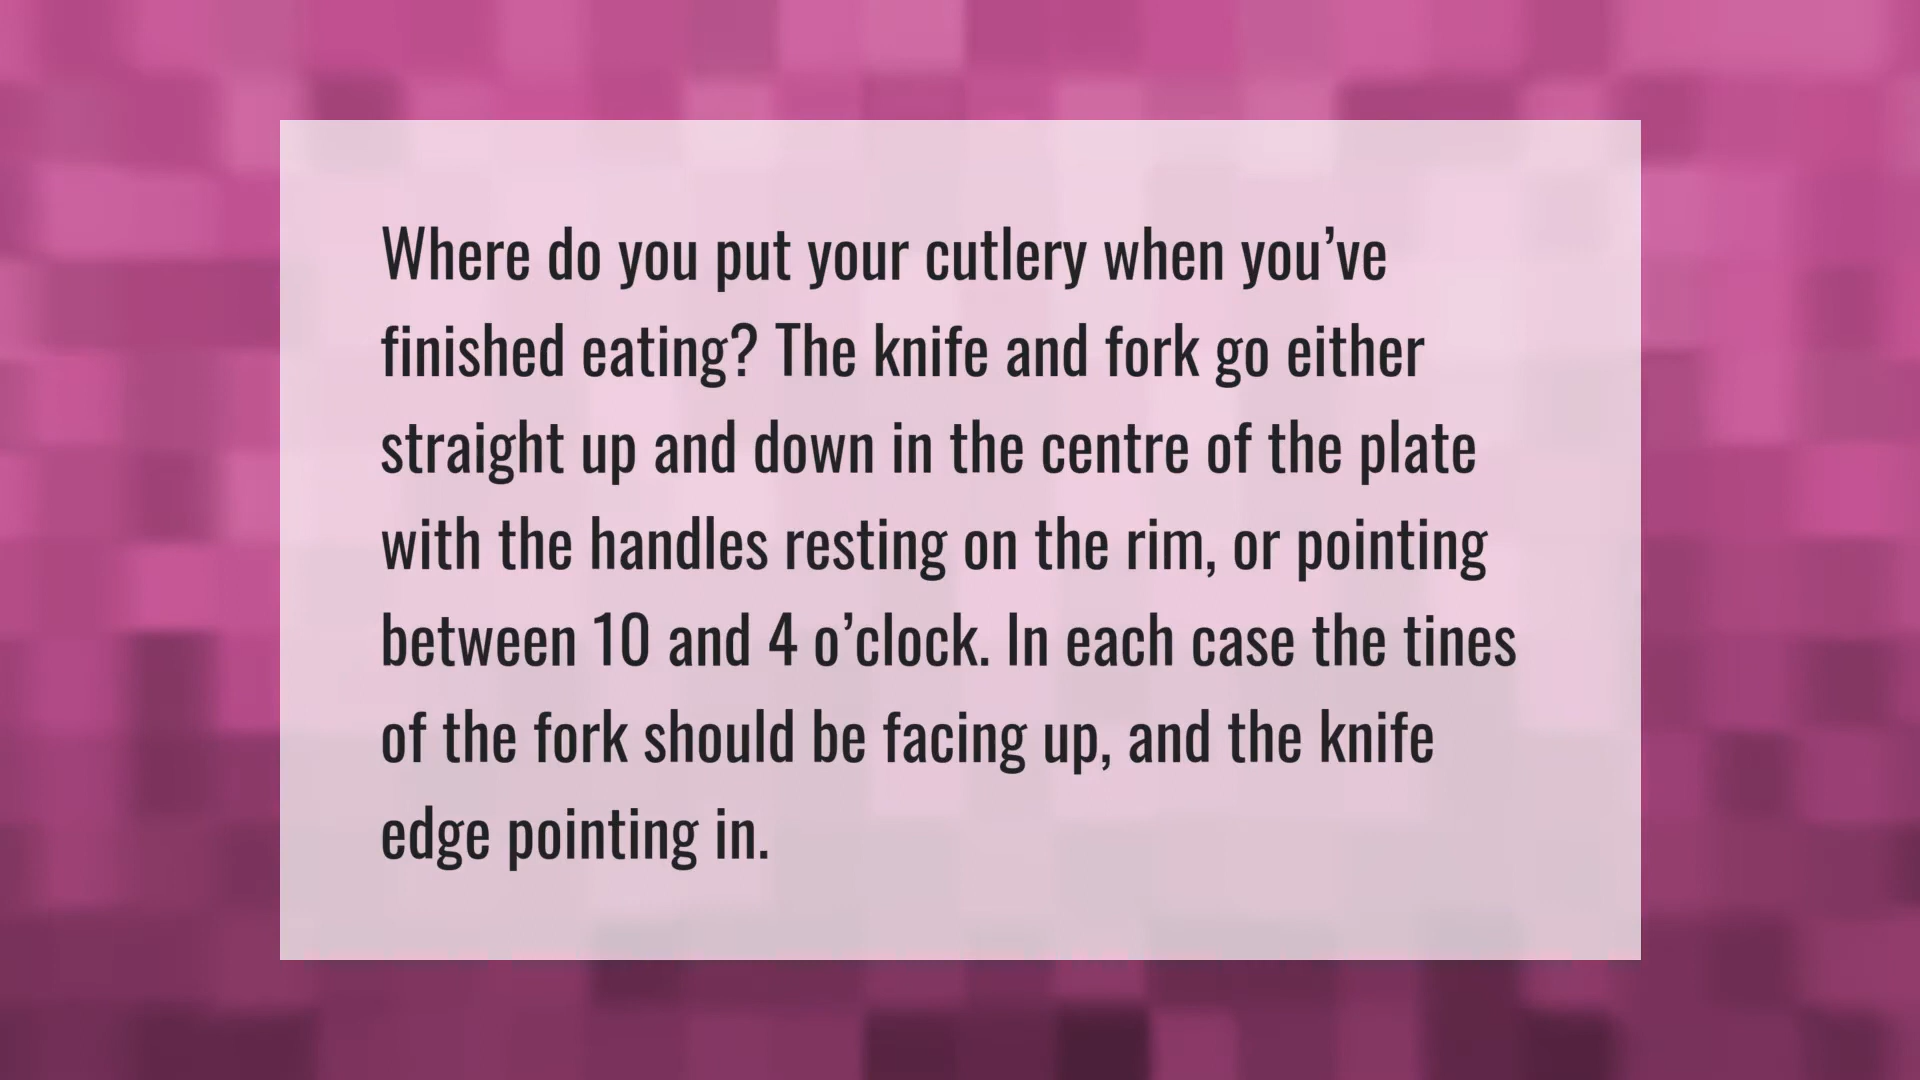 Where do you put your cutlery when you’ve
finished eating? The knife and fork go either
straight up and down in the centre of the plate
with the handles resting on the rim, or pointing
between 10 and 4 o’clock. In each case the tines
of the fork should be facing up, and the knife
edge pointing in.